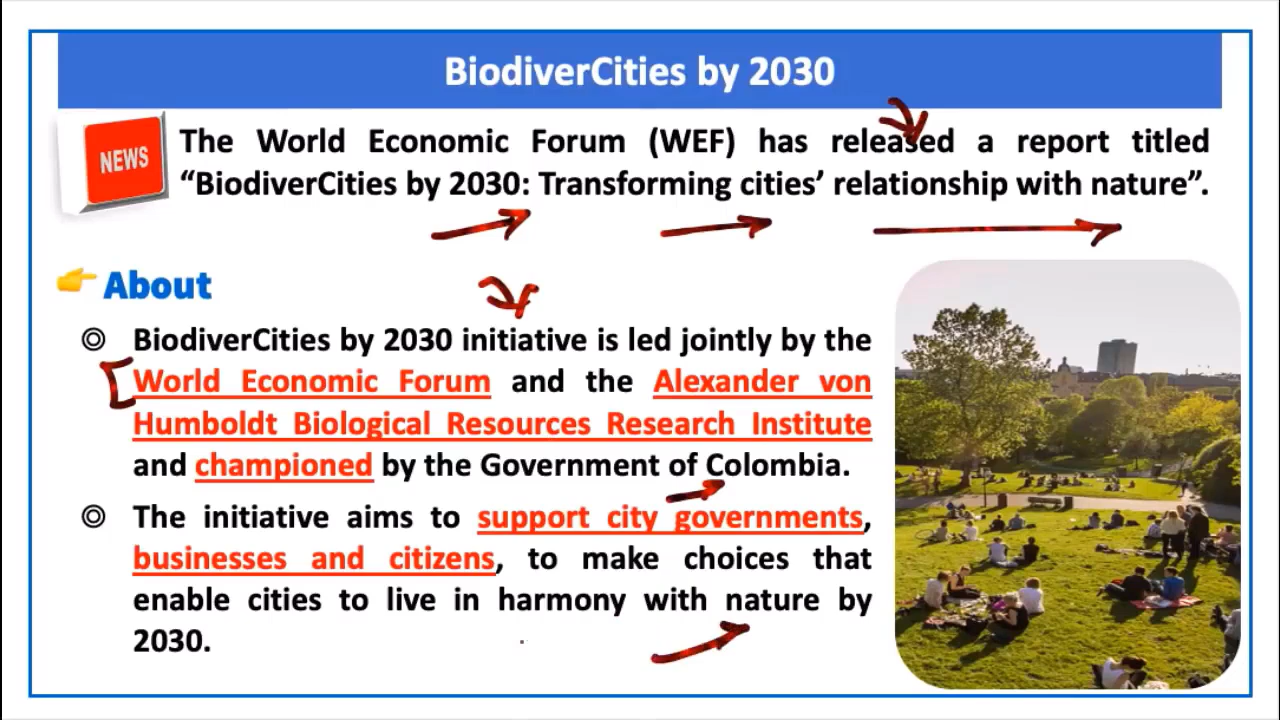 BiodiverCities by 2030
NEWS
The World Economic Forum (WEF) has released a report titled
“BiodiverCities by 2030: Transforming cities’ relationship with nature”.
About
BiodiverCities by 2030 initiative is led jointly by the
World Economic Forum and the Alexander von
Humboldt Biological Resources Research Institute
and championed by the Government of Colombia.
The initiative aims to support city governments,
businesses and citizens, to make choices that
enable cities to live in harmony with nature by
2030.